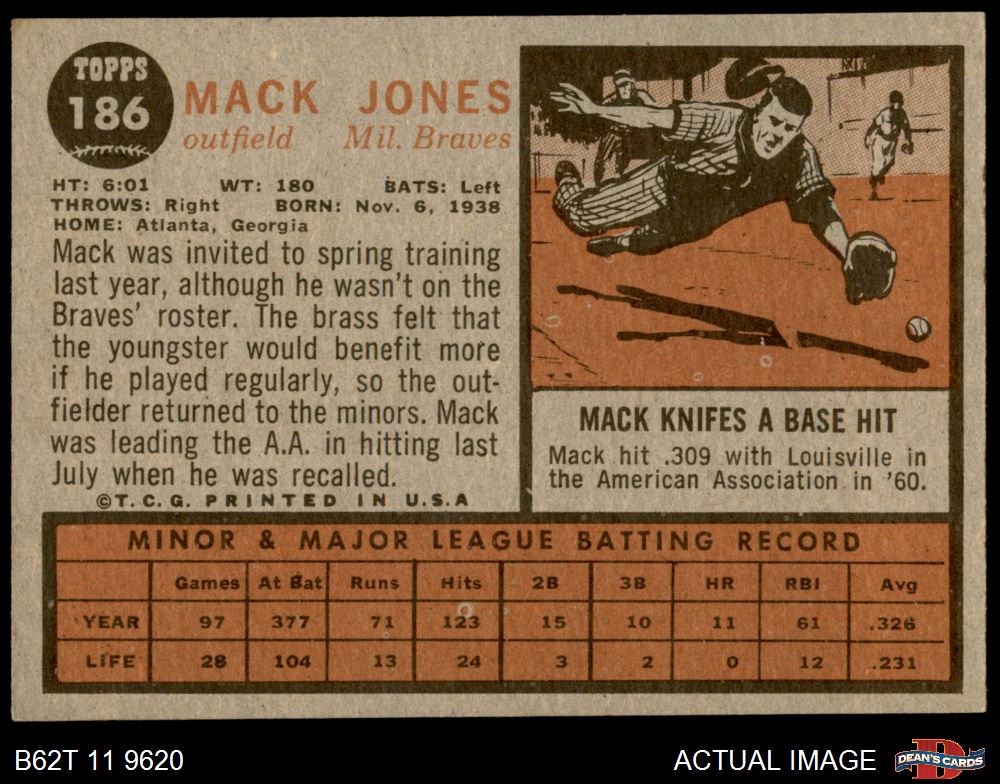 TOPPS
186
MACK JONES
outfield Mil. Braves
HT: 6:01 WT: 180 BATS: Left
THROWS: Right BORN: Nov. 6, 1938
HOME: Atlanta, Georgia
Mack was invited to spring training
last year, although he wasn't on the
Braves' roster. The brass felt that
the youngster would benefit more
if he played regularly, so the out-
fielder returned to the minors. Mack
was leading the A.A. in hitting last
July when he was recalled.
©T.C.G. PRINTED IN U.S.A
MACK KNIFES A BASE HIT
Mack hit .309 with Louisville in
the American Association in '60.
MINOR & MAJOR LEAGUE BATTING RECORD
Games At Bat Runs Hits 2B 3B HR RBI Avg
YEAR 97 377 71 123 15 10 11 61 .326
LIFE 28 104 13 24 3 2 0 12 .231
B62T 11 9620 ACTUAL IMAGE DEAN'S CARDS